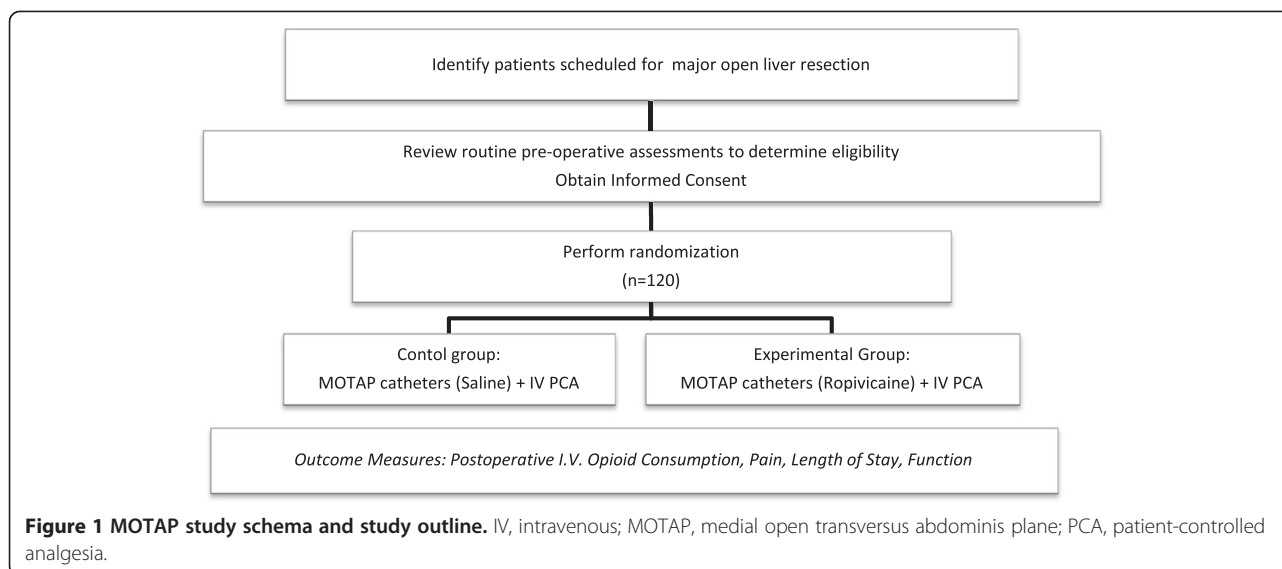 Identify patients scheduled for major open liver resection
Review routine pre-operative assessments to determine eligibility
Obtain Informed Consent
Perform randomization
(n=120)
Contol group:
MOTAP catheters (Saline) + IV PCA
Experimental Group:
MOTAP catheters (Ropivicaine) + IV PCA
Outcome Measures: Postoperative I.V. Opioid Consumption, Pain, Length of Stay, Function
Figure 1 MOTAP study schema and study outline. IV, intravenous; MOTAP, medial open transversus abdominis plane; PCA, patient-controlled
analgesia.